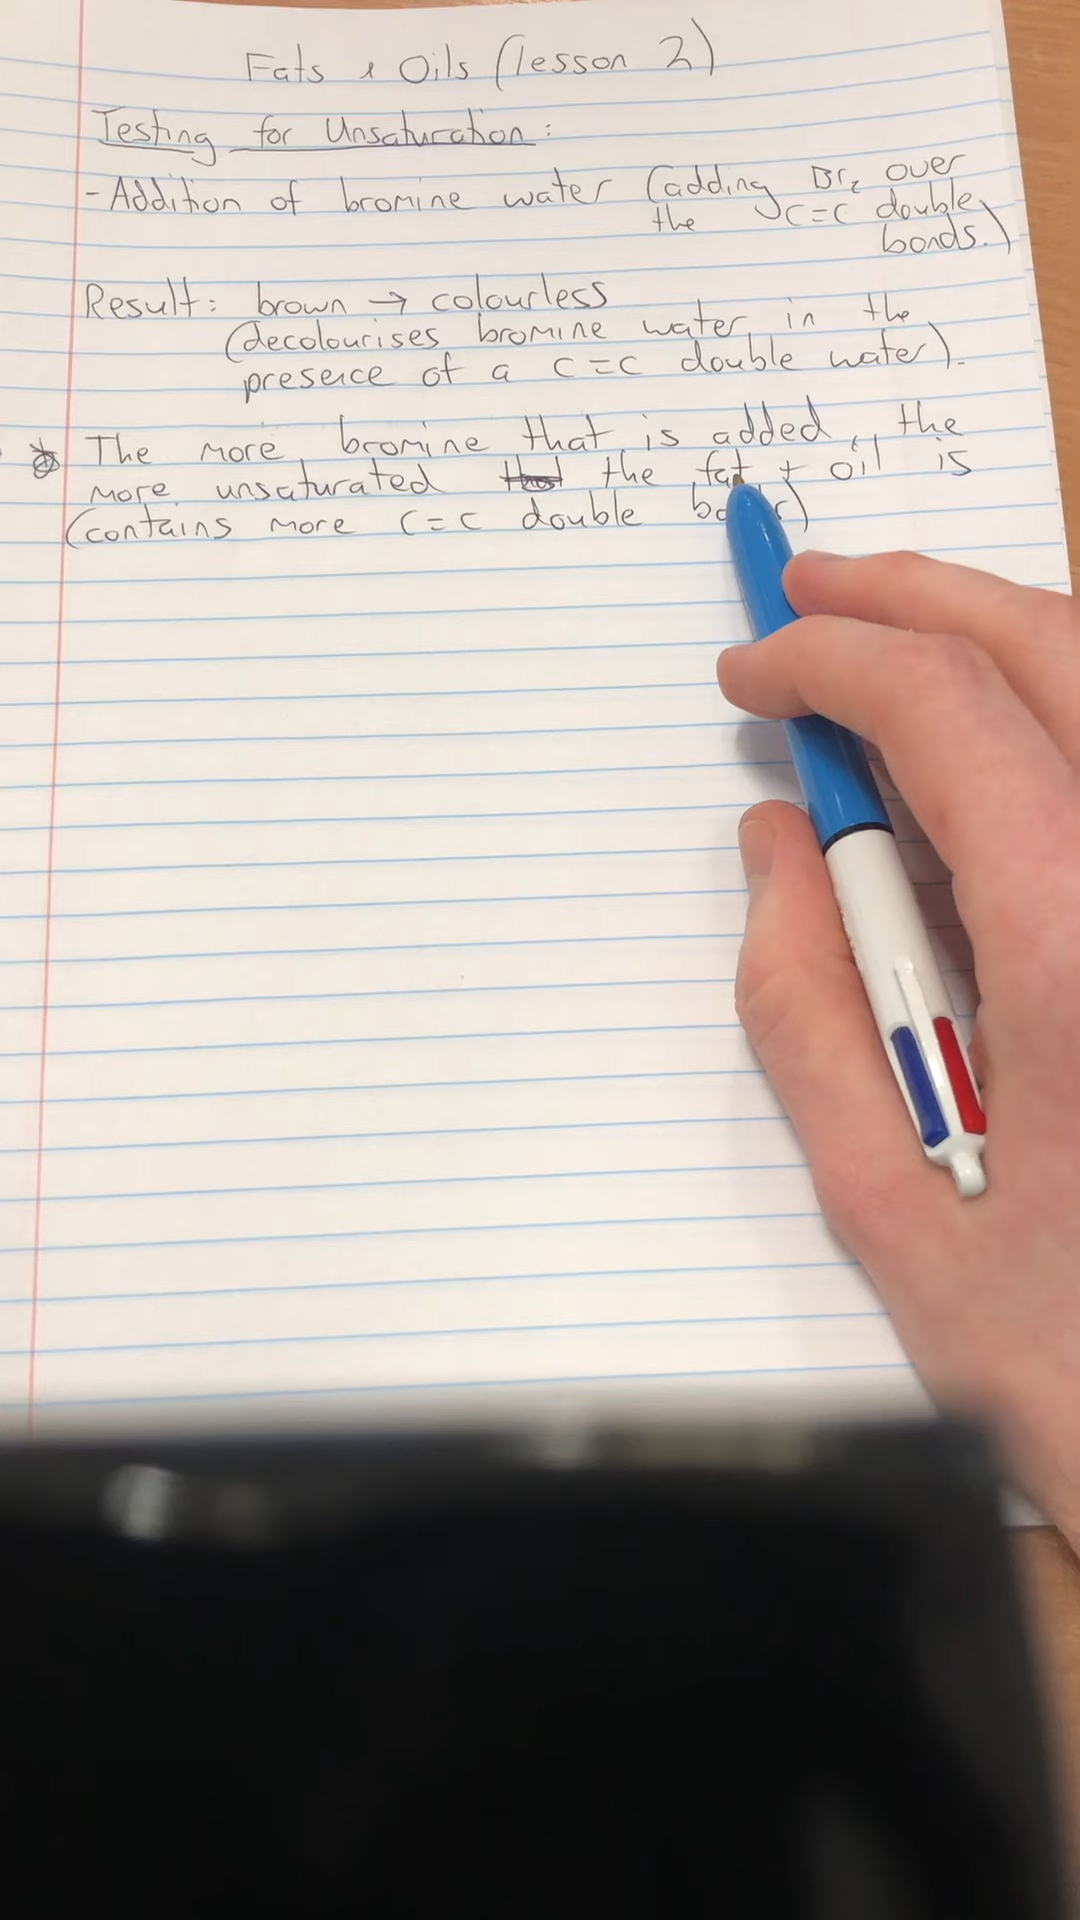 Fats & Oils (lesson 2)
Testing for Unsaturation:
- Addition of bromine water (adding Br2 over
the C=C double
bonds.)
Result: brown → colourless
(decolourises bromine water in the
presence of a C=C double water).
* The more bromine that is added, the
more unsaturated the fat + oil is
(contains more C=C double